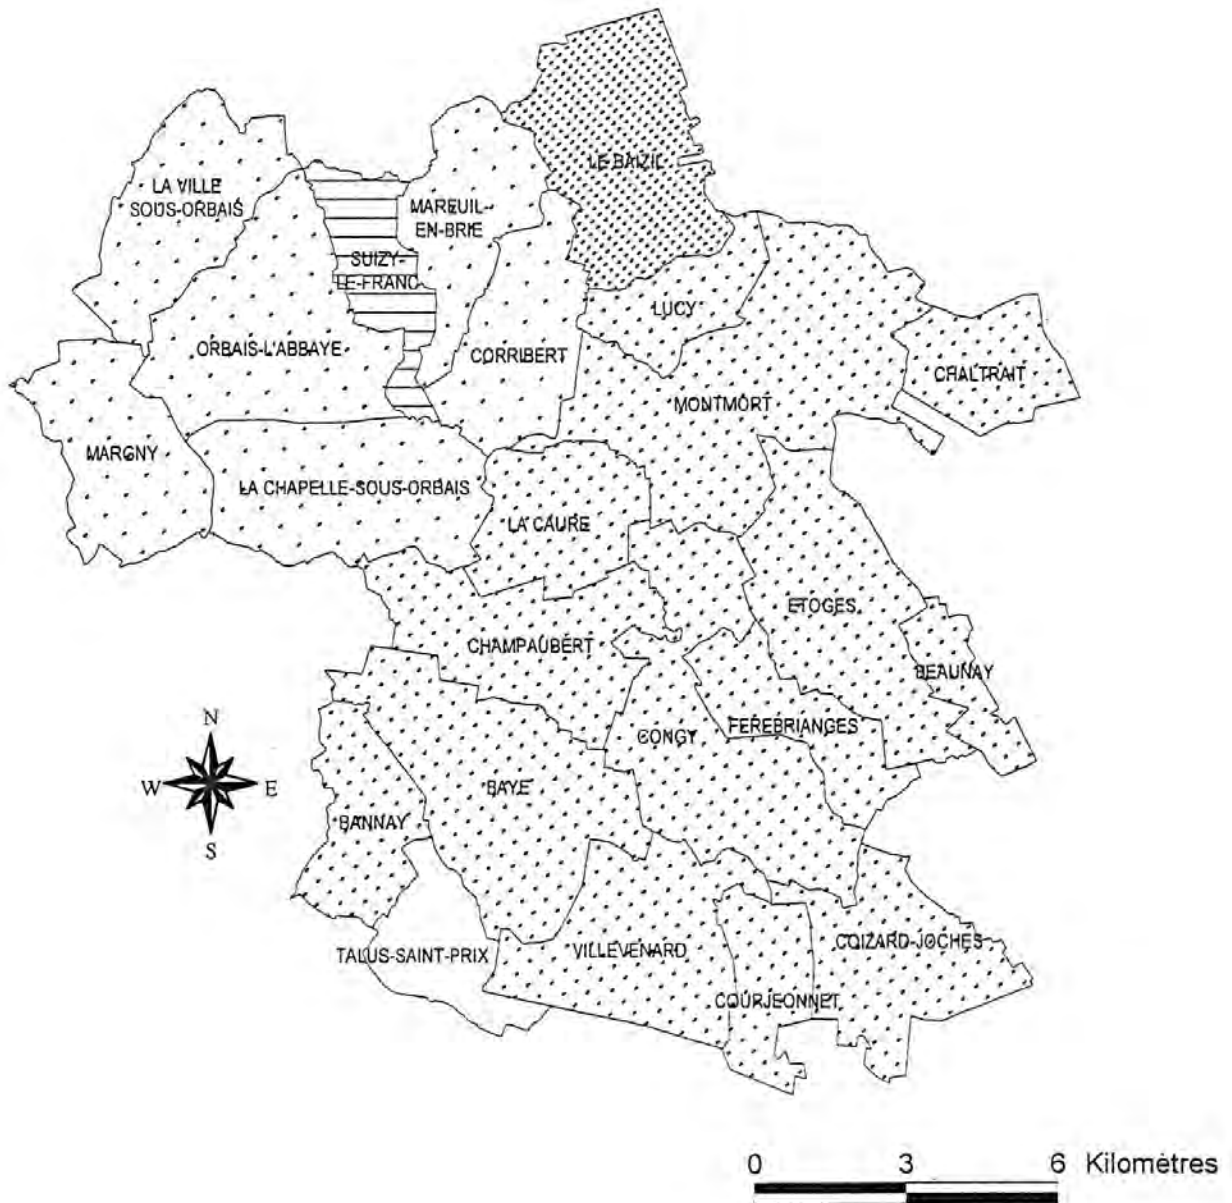 LE BAIZIL
LA VILLE
SOUS-ORBAIS
MAREUIL-
EN-BRIE
SUIZY-
LE-FRANC
LUCY
ORBAIS-L'ABBAYE
CORRIBERT
CHALTRAIT
MONTMORT
MARGNY
LA CHAPELLE-SOUS-ORBAIS
LA CAURE
ETOGES
CHAMPAUBERT
BEAUNAY
N
FEREBRIANGES
CONGY
W
E
BAYE
BANNAY
S
COIZARD-JOCHES
TALUS-SAINT-PRIX
VILLEVENARD
COURJEONNET
0 3 6 Kilomètres